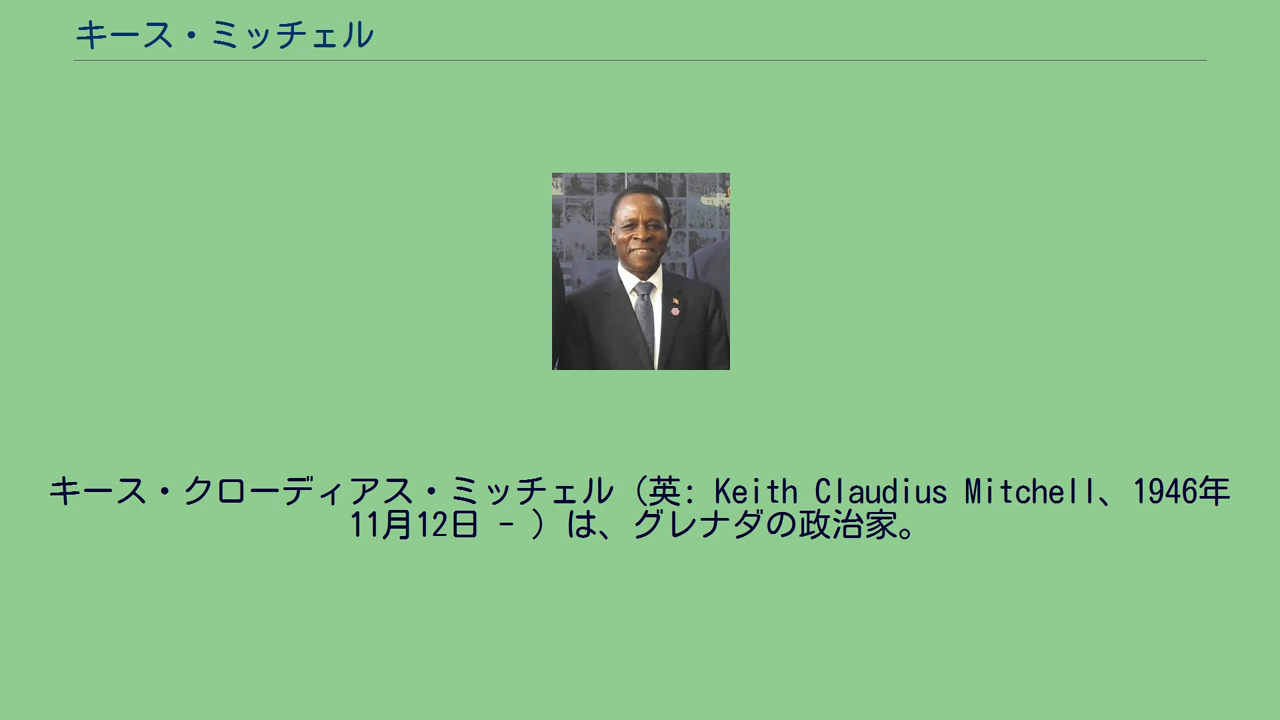 キース・ミッチェル
キース・クローディアス・ミッチェル（英: Keith Claudius Mitchell、1946年
11月12日 - ）は、グレナダの政治家。